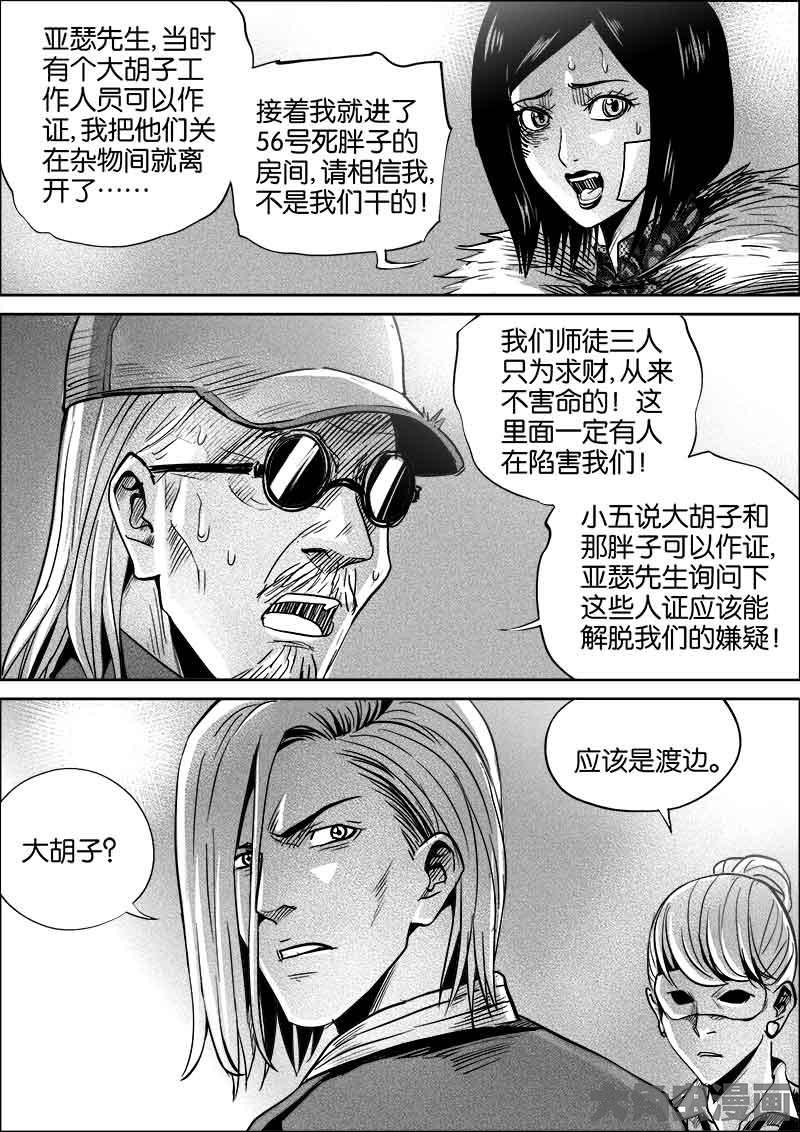 亚瑟先生,当时
有个大胡子工
作人员可以作
证,我把他们关
在杂物间就离
开了……
接着我就进了
56号死胖子的
房间,请相信我,
不是我们干的!
我们师徒三人
只为求财,从来
不害命的!这
里面一定有人
在陷害我们!
小五说大胡子和
那胖子可以作证,
亚瑟先生询问下
这些人证应该能
解脱我们的嫌疑!
大胡子?
应该是渡边。